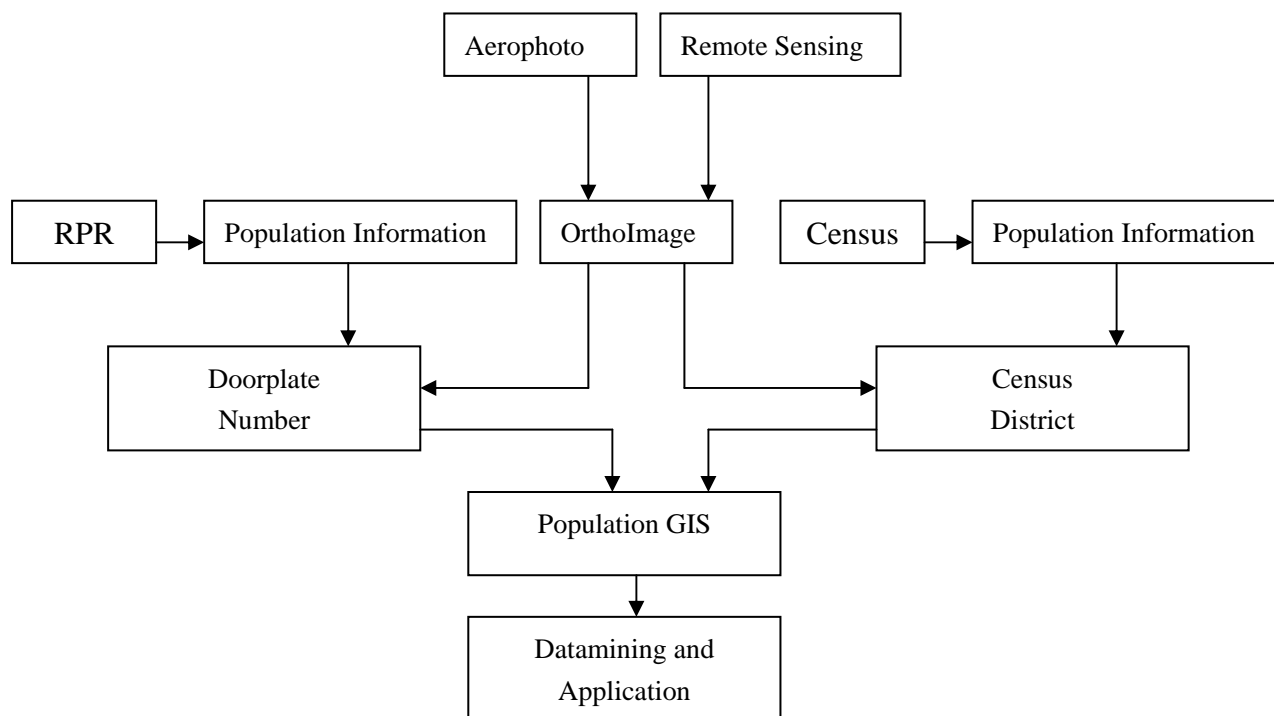 Aerophoto
Remote Sensing
RPR
Population Information
OrthoImage
Census
Population Information
Doorplate
Number
Census
District
Population GIS
Datamining and
Application